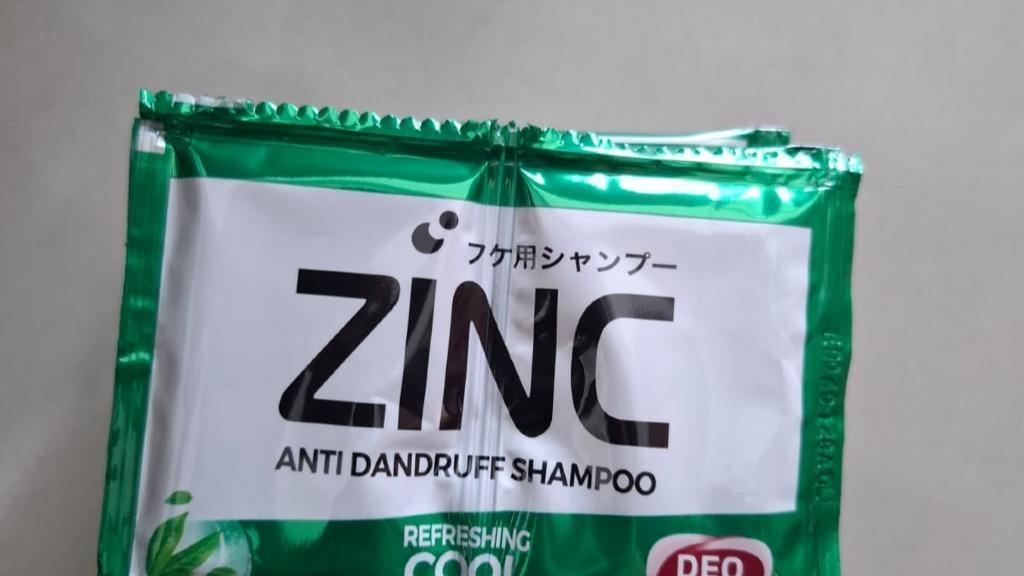 フケ用シャンプー
ZINC
ANTI DANDRUFF SHAMPOO
REFRESHING
COOL
DEO